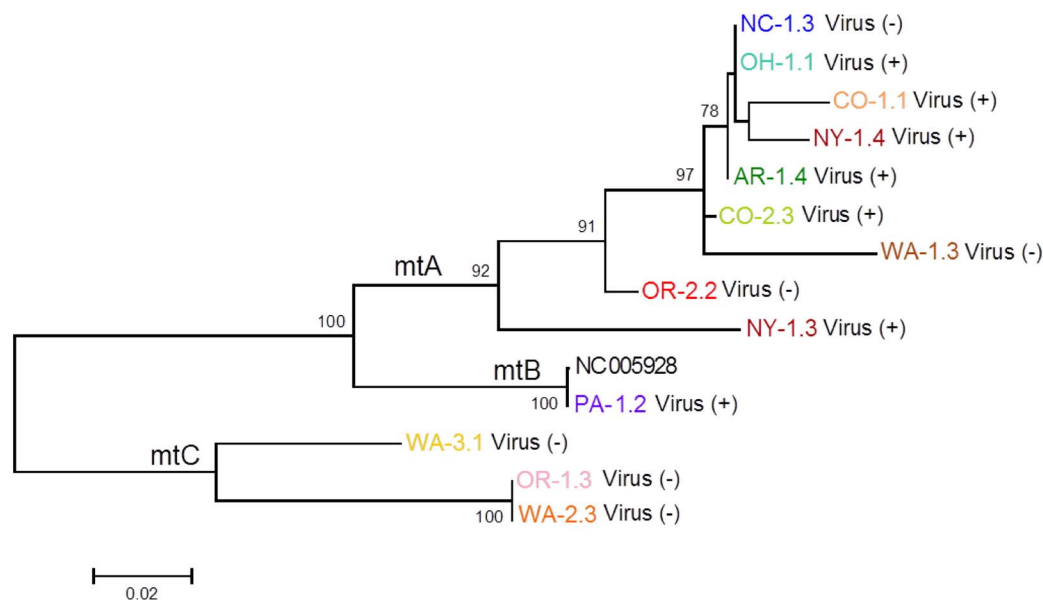 NC-1.3 Virus (-)
OH-1.1 Virus (+)
CO-1.1 Virus (+)
78
NY-1.4 Virus (+)
97
AR-1.4 Virus (+)
CO-2.3 Virus (+)
91
WA-1.3 Virus (-)
mtA
92
OR-2.2 Virus (-)
100
NY-1.3 Virus (+)
mtB
NC005928
100
PA-1.2 Virus (+)
WA-3.1 Virus (-)
mtC
OR-1.3 Virus (-)
100
WA-2.3 Virus (-)
0.02